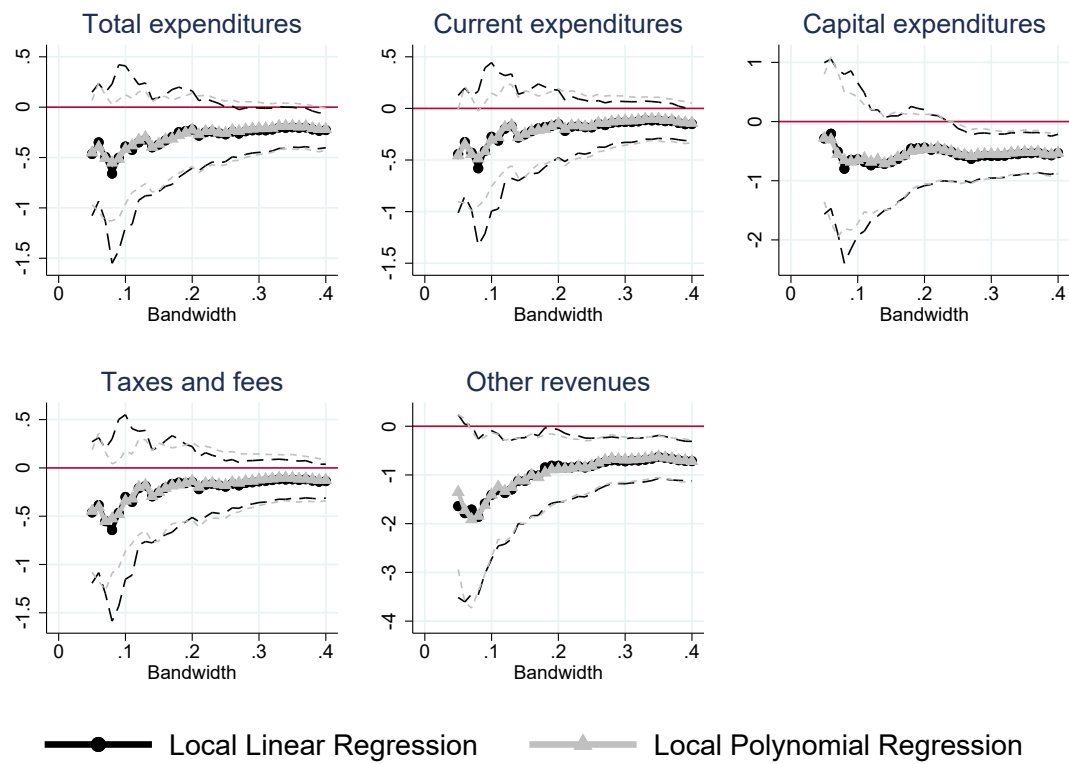 Total expenditures
.5
0
-.5
-1
-1.5
0 .1 .2 .3 .4
Bandwidth
Current expenditures
.5
0
-.5
-1
-1.5
0 .1 .2 .3 .4
Bandwidth
Capital expenditures
1
0
-1
-2
0 .1 .2 .3 .4
Bandwidth
Taxes and fees
.5
0
-.5
-1
-1.5
0 .1 .2 .3 .4
Bandwidth
Other revenues
0
-1
-2
-3
-4
0 .1 .2 .3 .4
Bandwidth
Local Linear Regression Local Polynomial Regression